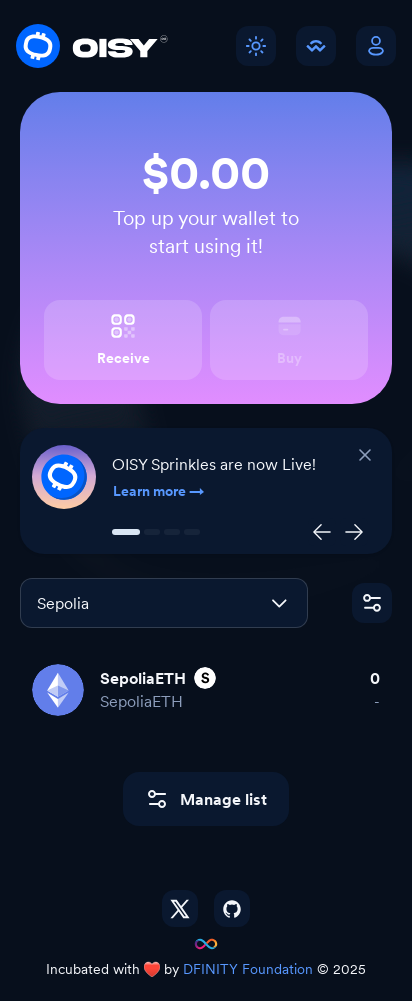 OISY
$0.00
Top up your wallet to
start using it!
Receive
Buy
OISY Sprinkles are now Live!
Learn more →
Sepolia
SepoliaETH S
0
SepoliaETH
-
Manage list
Incubated with ❤️ by DFINITY Foundation © 2025